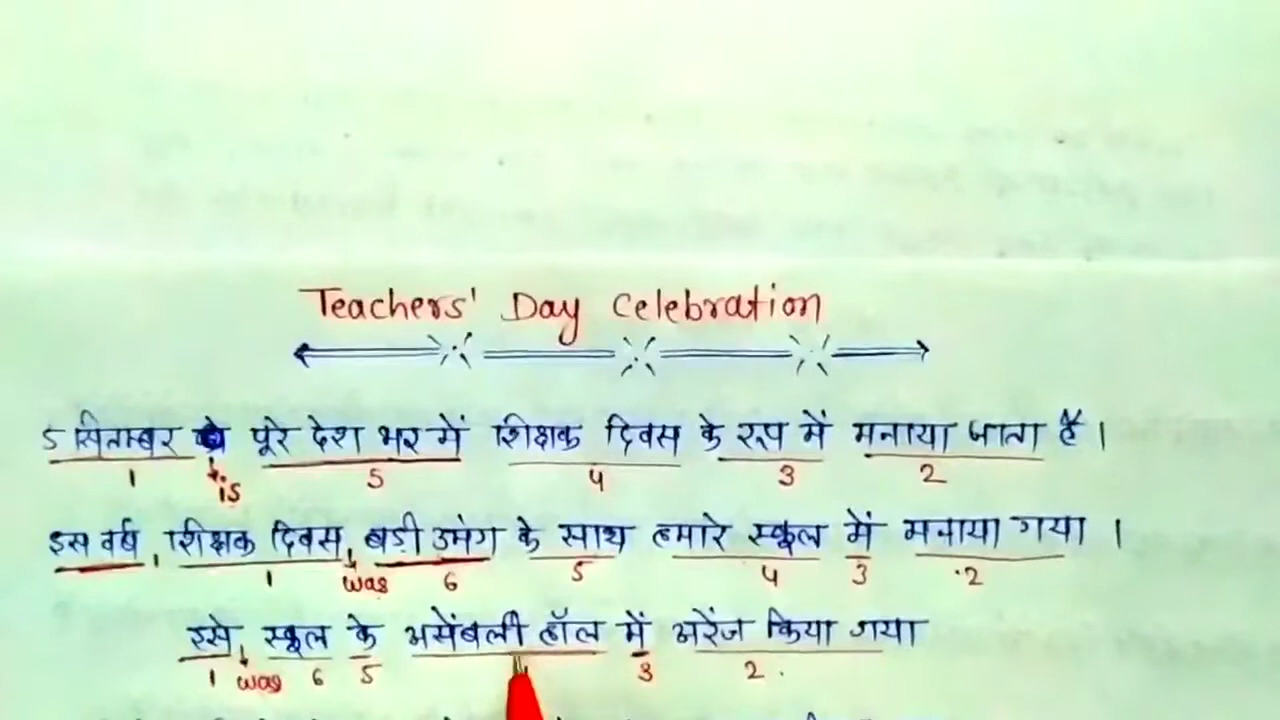 Teachers' Day Celebration
5 सितम्बर को पूरे देश भर में शिक्षक दिवस के रूप में मनाया जाता है ।
1 is 5 4 3 2
इस वर्ष, शिक्षक दिवस, बड़ी उमंग के साथ हमारे स्कूल में मनाया गया ।
1 was 6 5 4 3 2
इसे, स्कूल के असेंबली हॉल में अरेंज किया गया
1 was 6 5 3 2